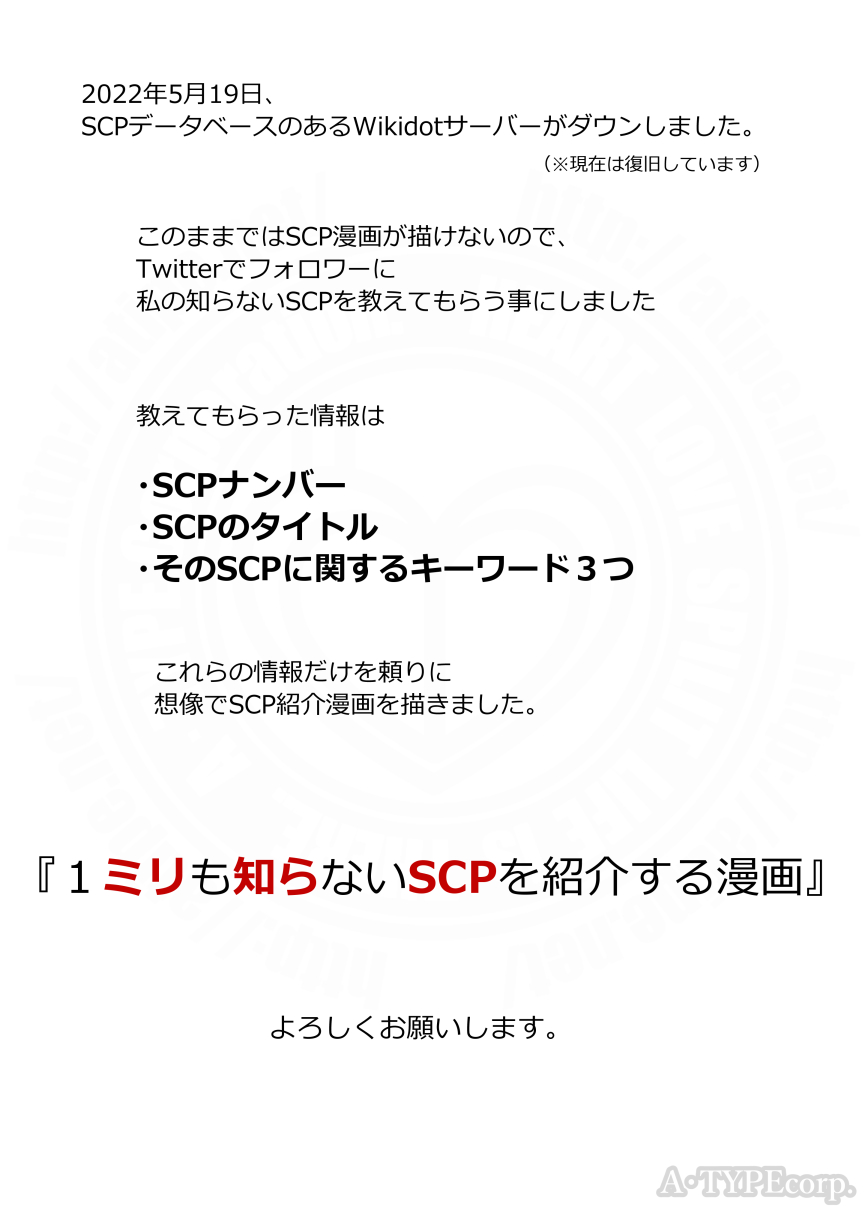 2022年5月19日、
SCPデータベースのあるWikidotサーバーがダウンしました。
（※現在は復旧しています）
このままではSCP漫画が描けないので、
Twitterでフォロワーに
私の知らないSCPを教えてもらう事にしました
教えてもらった情報は
・SCPナンバー
・SCPのタイトル
・そのSCPに関するキーワード３つ
これらの情報だけを頼りに
想像でSCP紹介漫画を描きました。
『１ミリも知らないSCPを紹介する漫画』
よろしくお願いします。
A・TYPEcorp.